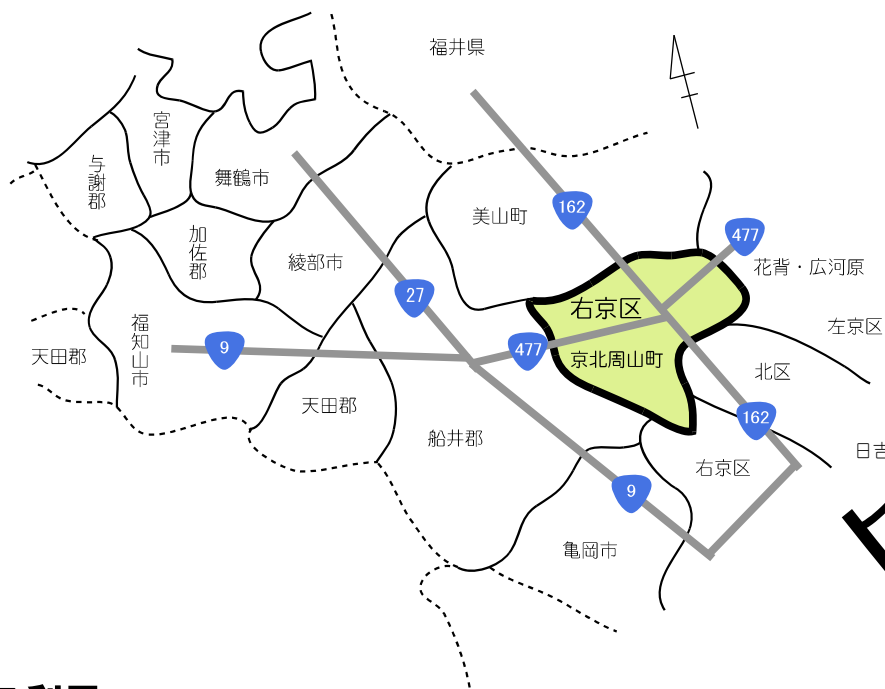 福井県
宮津市
与謝郡
舞鶴市
美山町
162
加佐郡
477
綾部市
花背・広河原
27
右京区
福知山市
左京区
9
477
天田郡
京北周山町
北区
天田郡
162
船井郡
右京区
日吉
9
亀岡市
利用